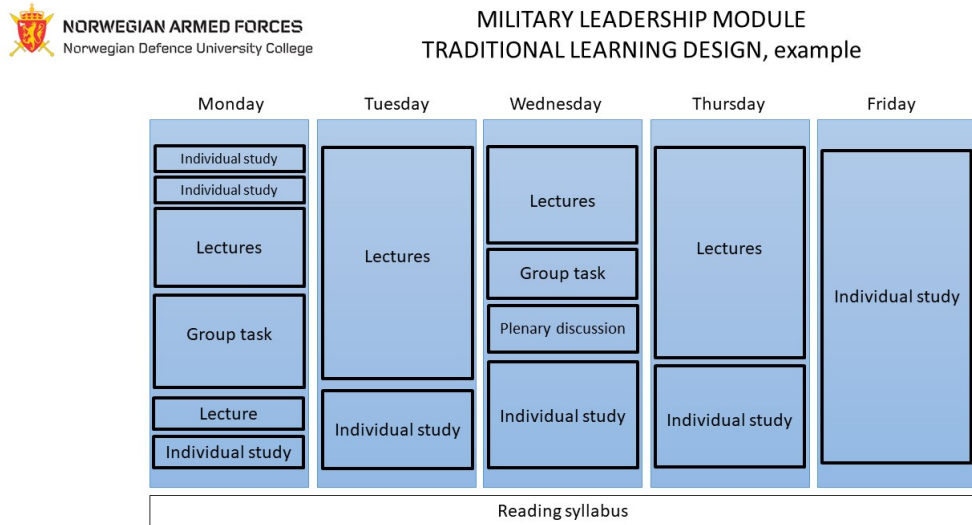 NORWEGIAN ARMED FORCES
Norwegian Defence University College
MILITARY LEADERSHIP MODULE
TRADITIONAL LEARNING DESIGN, example
Monday
Individual study
Individual study
Lectures
Group task
Lecture
Individual study
Tuesday
Lectures
Individual study
Wednesday
Lectures
Group task
Plenary discussion
Individual study
Thursday
Lectures
Individual study
Friday
Individual study
Reading syllabus